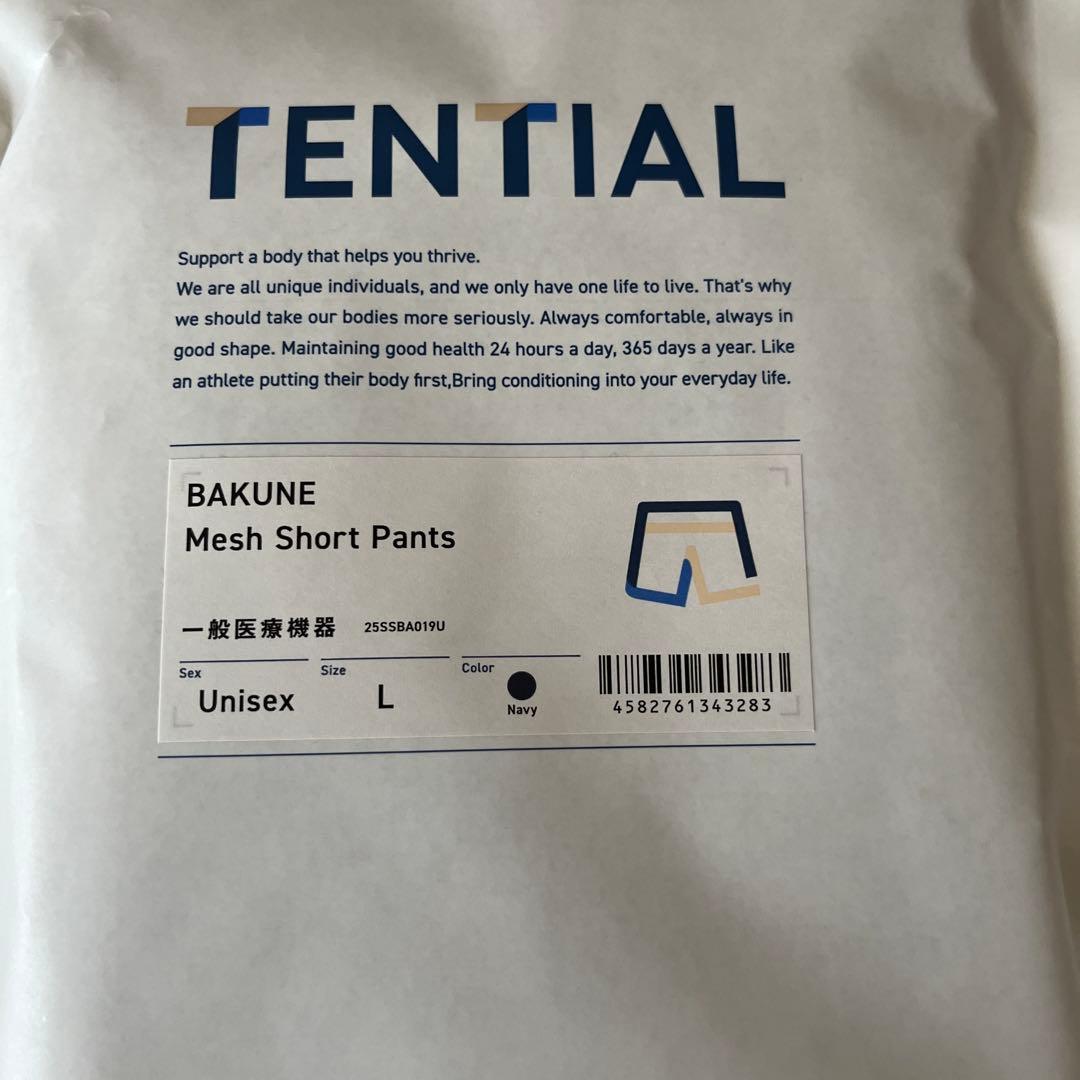 TENTIAL
Support a body that helps you thrive.
We are all unique individuals, and we only have one life to live. That's why
we should take our bodies more seriously. Always comfortable, always in
good shape. Maintaining good health 24 hours a day, 365 days a year. Like
an athlete putting their body first,Bring conditioning into your everyday life.
BAKUNE
Mesh Short Pants
一般医療機器 25SSBA019U
Sex Size Color
Unisex L Navy
4582761343283